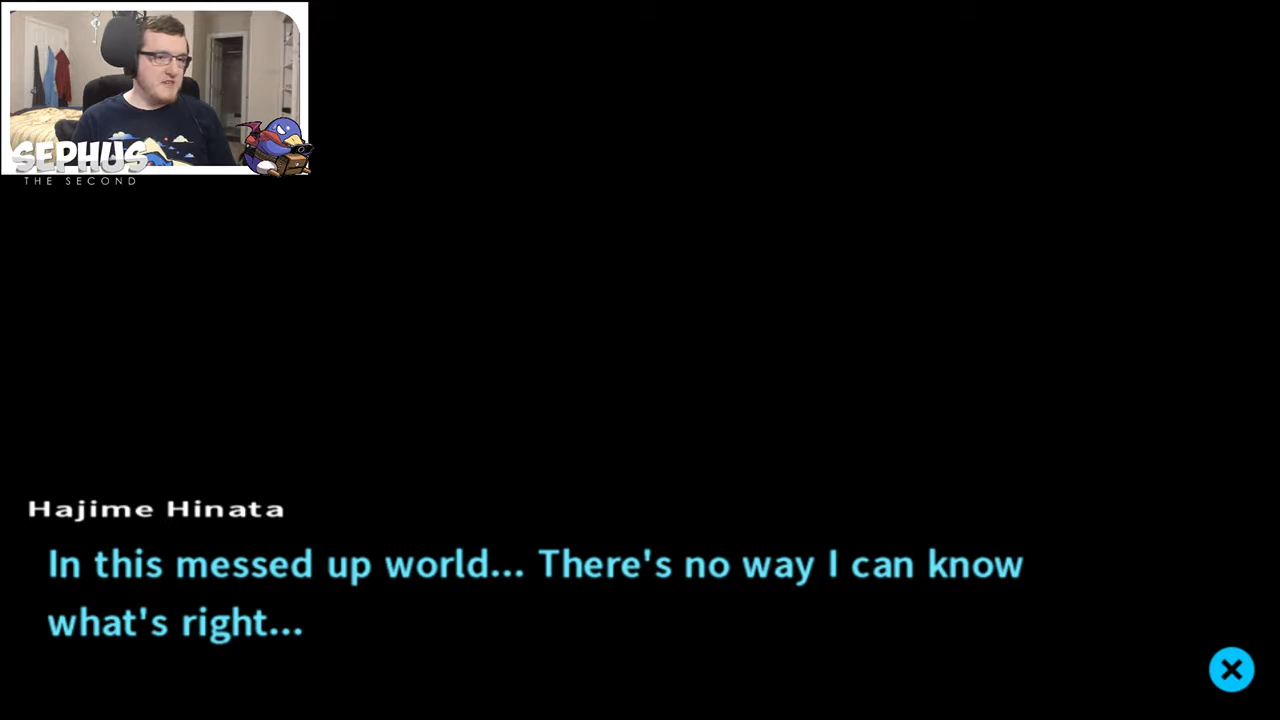 SEPHUS
THE SECOND
Hajime Hinata
In this messed up world... There's no way I can know
what's right...